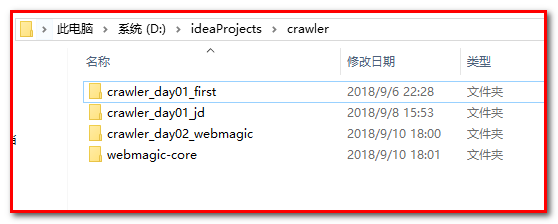 此电脑 › 系统 (D:) › ideaProjects › crawler
名称 修改日期 类型
crawler_day01_first 2018/9/6 22:28 文件夹
crawler_day01_jd 2018/9/8 15:53 文件夹
crawler_day02_webmagic 2018/9/10 18:00 文件夹
webmagic-core 2018/9/10 18:01 文件夹